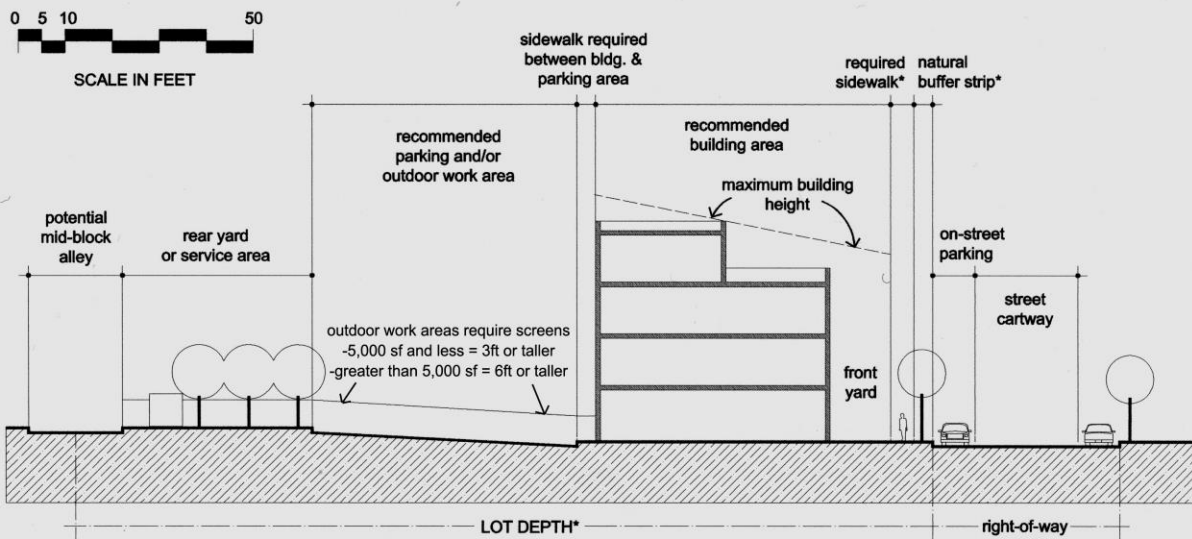 0 5 10 50
SCALE IN FEET
sidewalk required
between bldg. &
parking area
required
sidewalk*
natural
buffer strip*
recommended
parking and/or
outdoor work area
recommended
building area
maximum building
height
potential
mid-block
alley
rear yard
or service area
on-street
parking
street
cartway
outdoor work areas require screens
-5,000 sf and less = 3ft or taller
-greater than 5,000 sf = 6ft or taller
front
yard
LOT DEPTH*
right-of-way